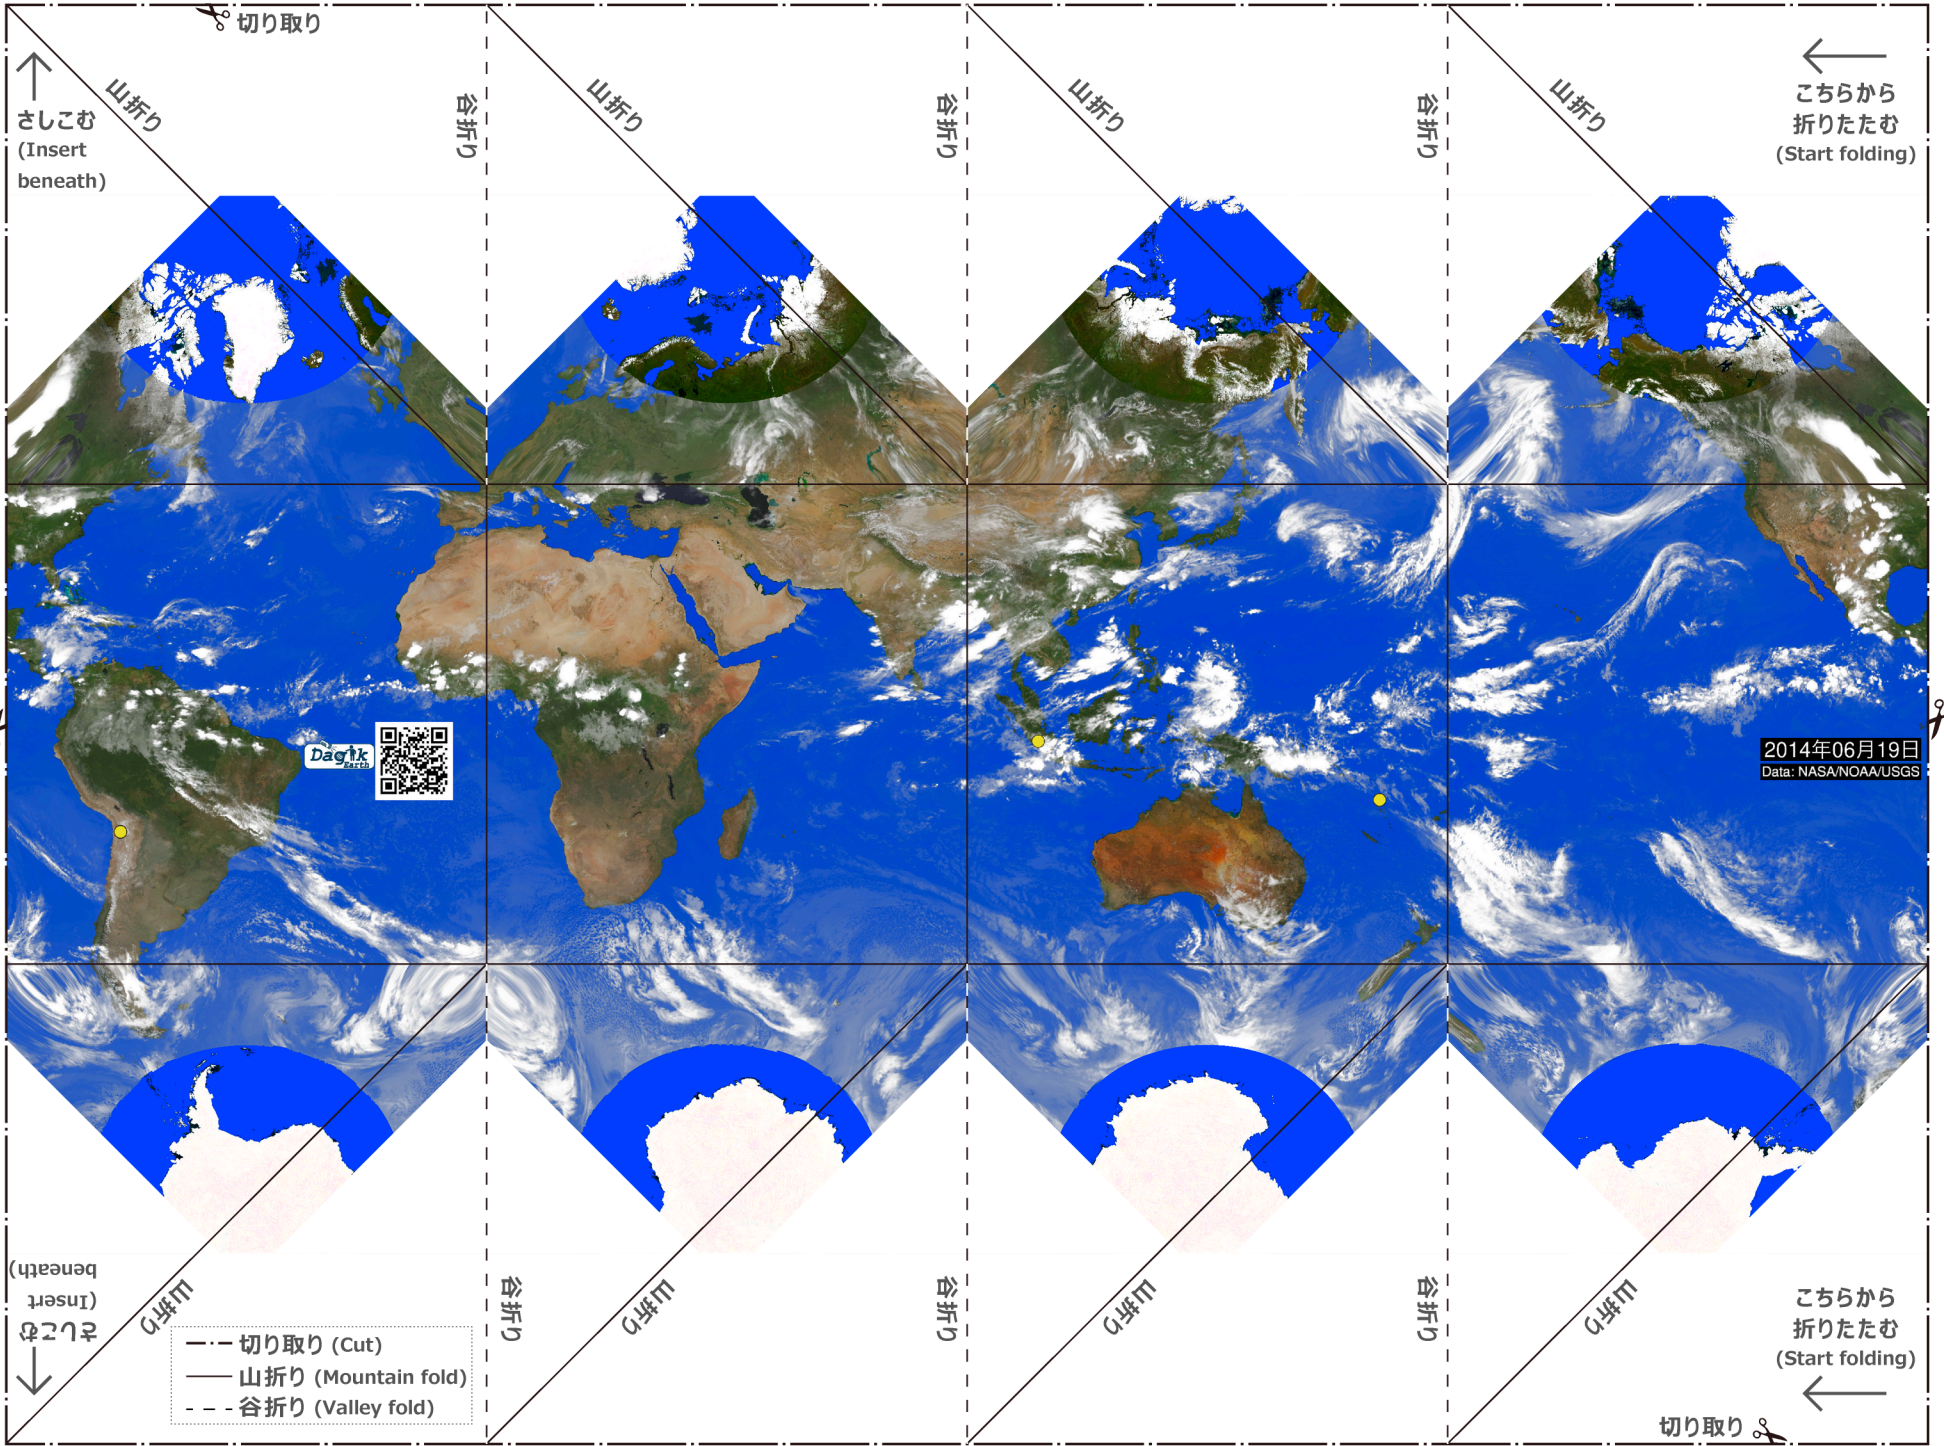 切り取り
山折り
谷折り
山折り
谷折り
山折り
谷折り
山折り
さしこむ
(Insert
beneath)
こちらから
折りたたむ
(Start folding)
Dagik
Earth
2014年06月19日
Data: NASA/NOAA/USGS
さしこむ
(Insert
beneath)
山折り
谷折り
山折り
谷折り
山折り
谷折り
山折り
こちらから
折りたたむ
(Start folding)
切り取り (Cut)
山折り (Mountain fold)
谷折り (Valley fold)
切り取り